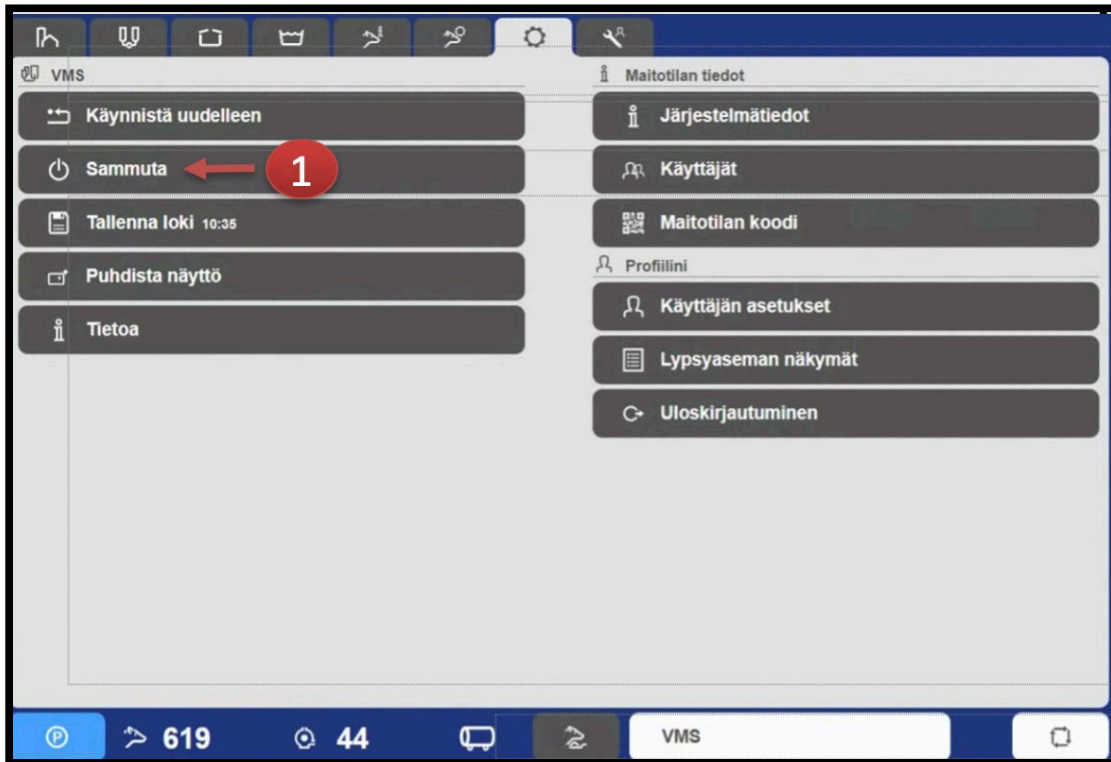 VMS
Käynnistä uudelleen
Sammuta
1
Tallenna loki 10:35
Puhdista näyttö
Tietoa
Maitotilan tiedot
Järjestelmätiedot
Käyttäjät
Maitotilan koodi
Profiilini
Käyttäjän asetukset
Lypsyaseman näkymät
Uloskirjautuminen
P
619
44
VMS